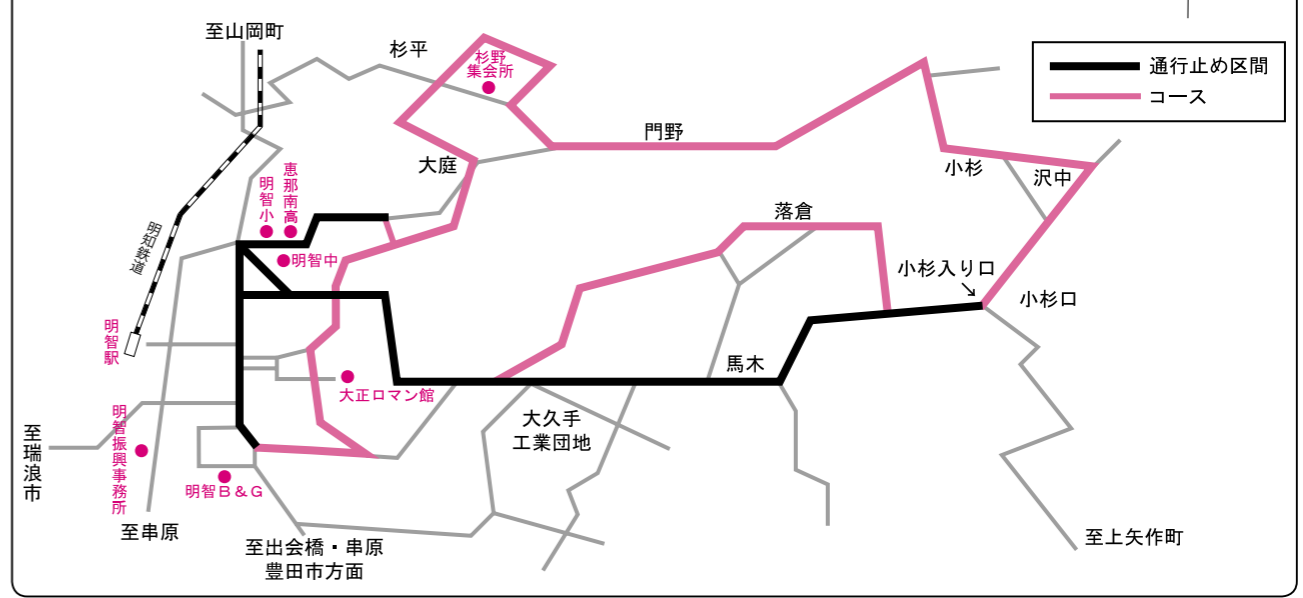 至山岡町
杉平
杉野
集会所
通行止め区間
コース
門野
大庭
小杉
沢中
恵那南高
明智小
落倉
明知鉄道
明智中
小杉入り口
小杉口
明智駅
馬木
大正ロマン館
大久手
工業団地
明智振興事務所
至瑞浪市
明智Ｂ＆Ｇ
至串原
至出会橋・串原
豊田市方面
至上矢作町